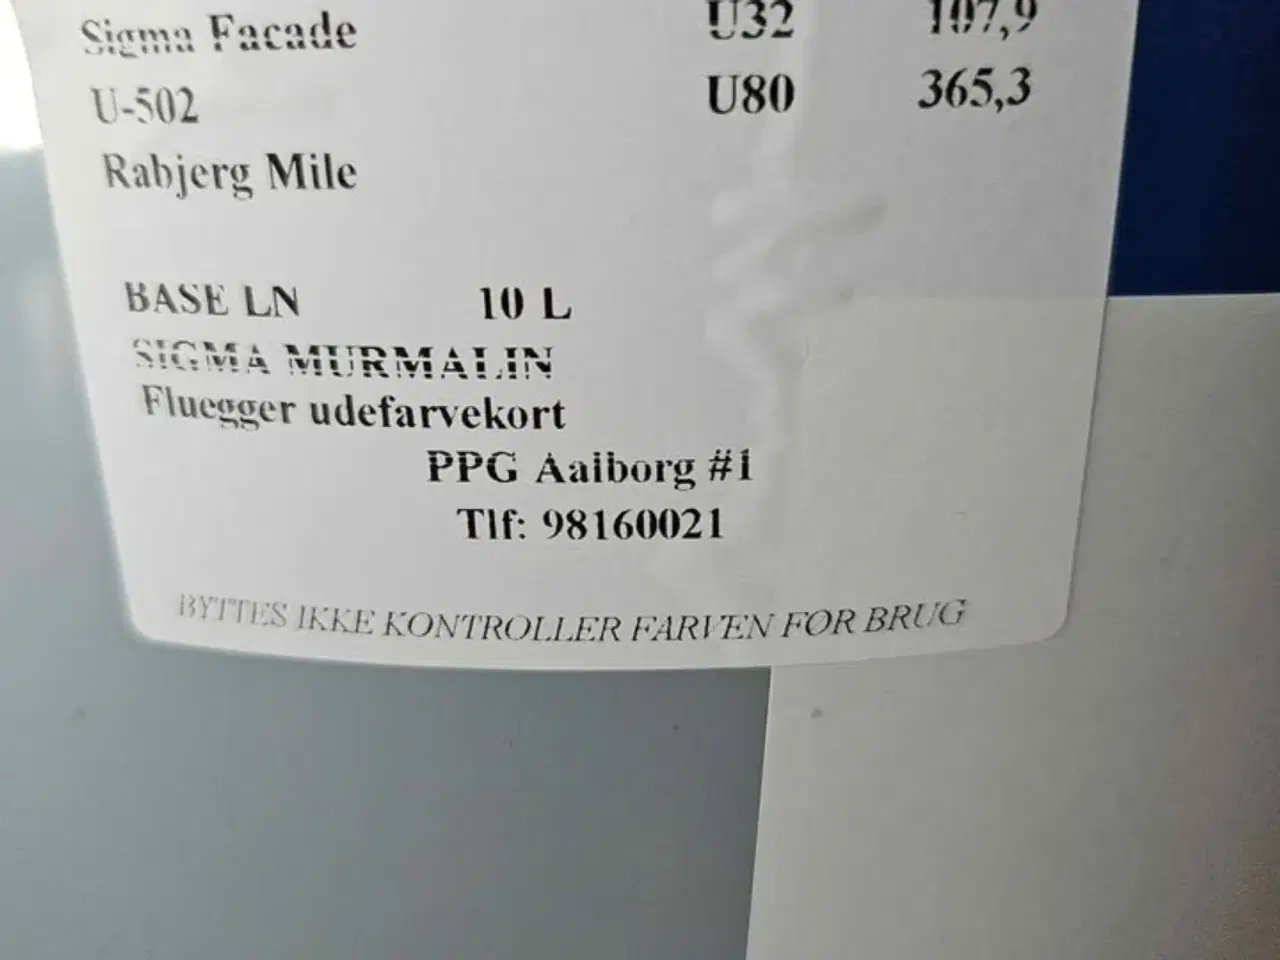 Sigma Facade U32 107,9
U-502 U80 365,3
Rabjerg Mile
BASE LN 10 L
SIGMA MURMALIN
Fluegger udefarvekort
PPG Aalborg #1
Tlf: 98160021
BYTTES IKKE KONTROLLER FARVEN FØR BRUG